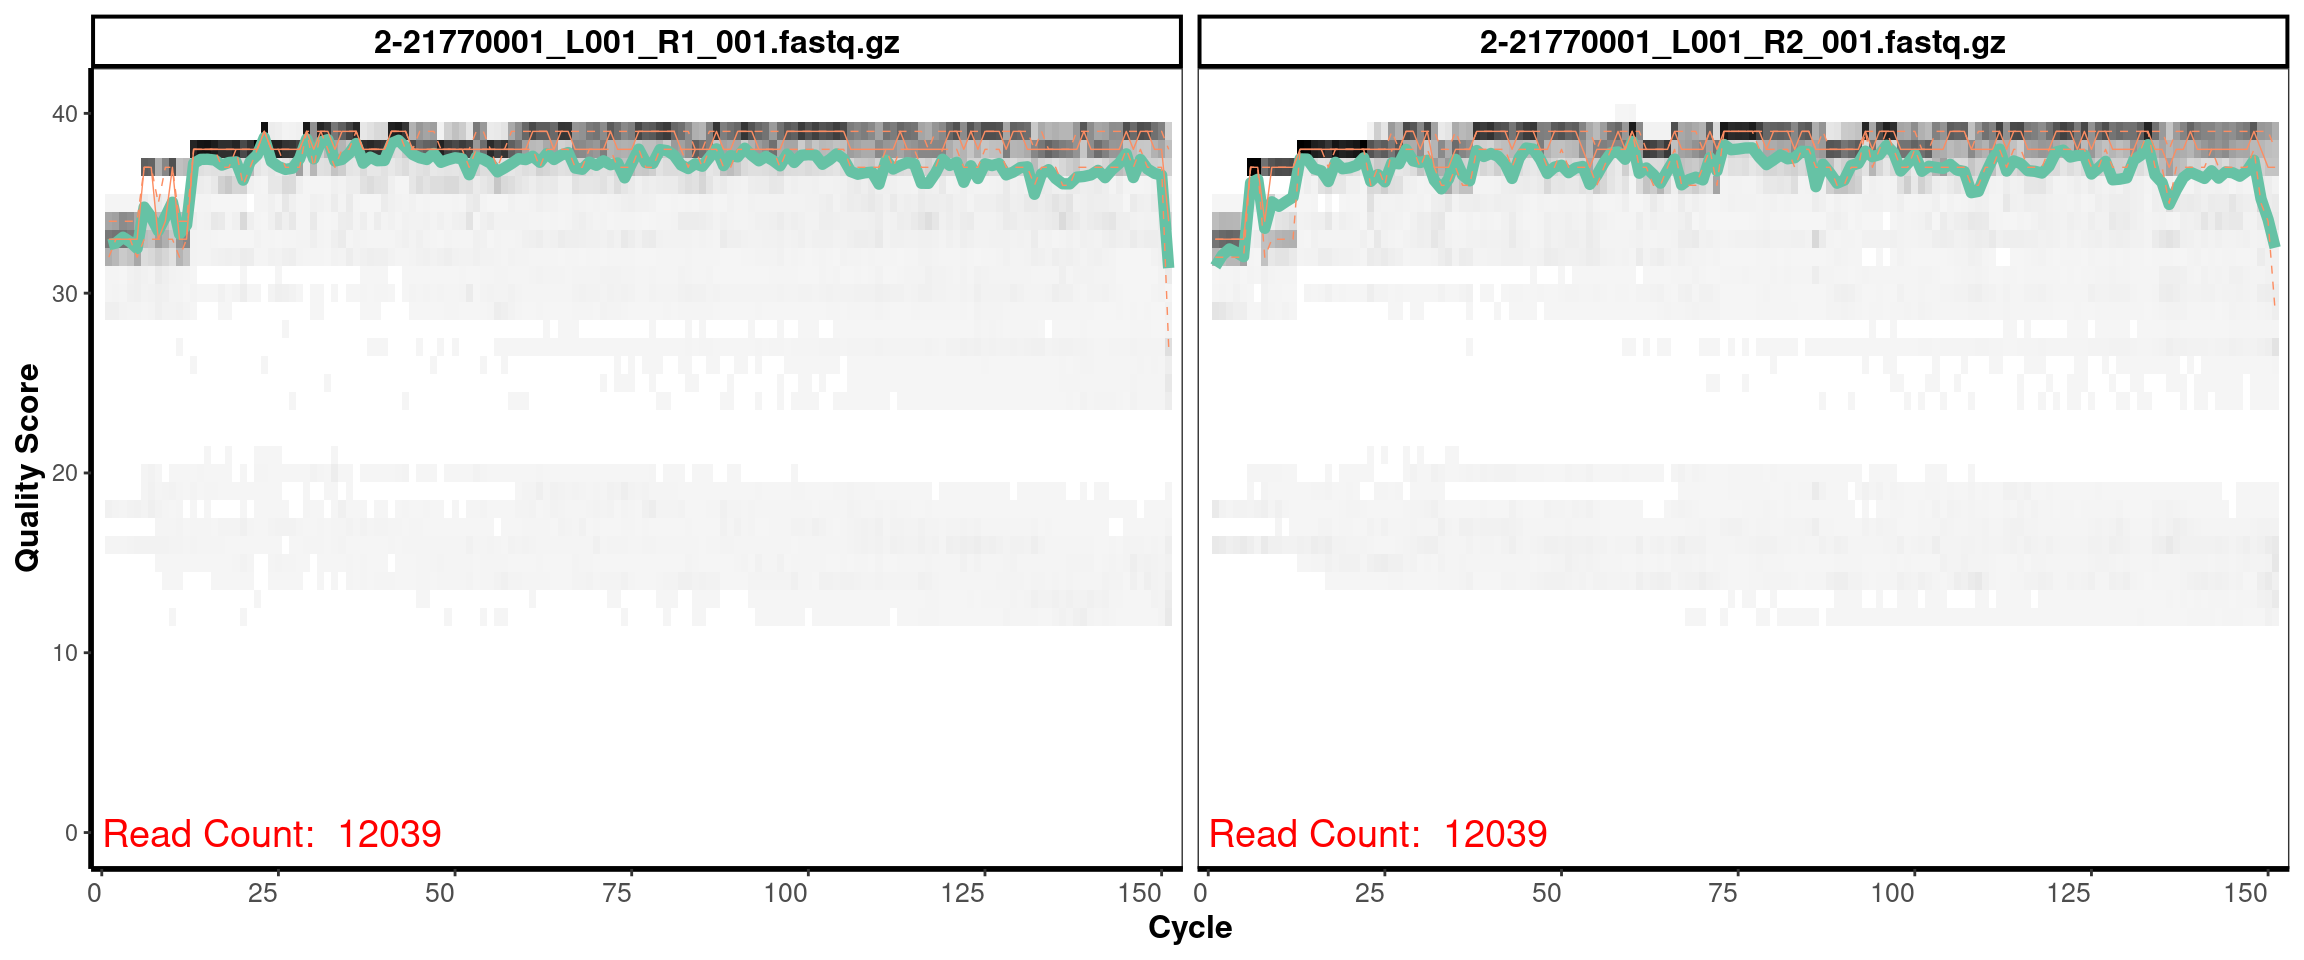 2-21770001_L001_R1_001.fastq.gz
2-21770001_L001_R2_001.fastq.gz
Quality Score
40
30
20
10
0
Read Count: 12039
Read Count: 12039
0 25 50 75 100 125 150
0 25 50 75 100 125 150
Cycle